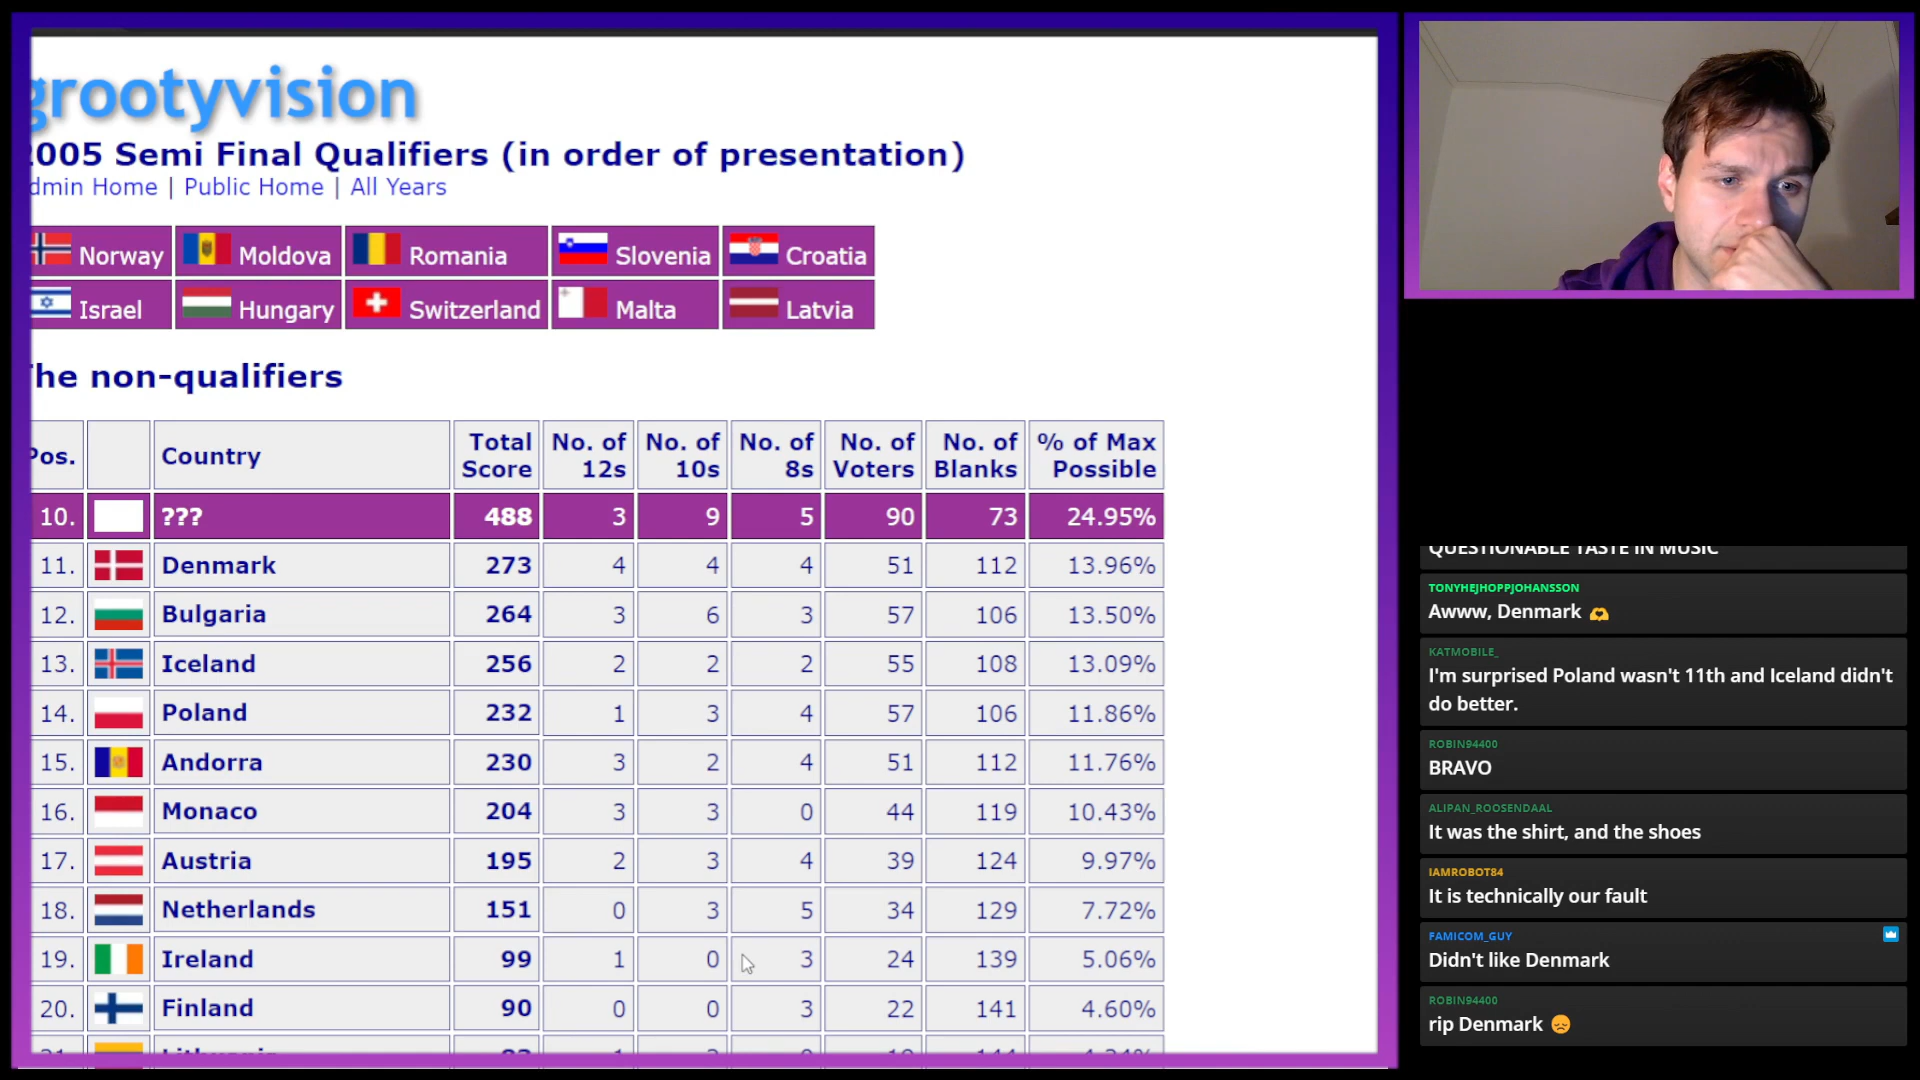 grootyvision
2005 Semi Final Qualifiers (in order of presentation)
dmin Home | Public Home | All Years
Norway Moldova Romania Slovenia Croatia
Israel Hungary Switzerland Malta Latvia
he non-qualifiers
Pos. Country Total Score No. of 12s No. of 10s No. of 8s No. of Voters No. of Blanks % of Max Possible
10. ??? 488 3 9 5 90 73 24.95%
11. Denmark 273 4 4 4 51 112 13.96%
12. Bulgaria 264 3 6 3 57 106 13.50%
13. Iceland 256 2 2 2 55 108 13.09%
14. Poland 232 1 3 4 57 106 11.86%
15. Andorra 230 3 2 4 51 112 11.76%
16. Monaco 204 3 3 0 44 119 10.43%
17. Austria 195 2 3 4 39 124 9.97%
18. Netherlands 151 0 3 5 34 129 7.72%
19. Ireland 99 1 0 3 24 139 5.06%
20. Finland 90 0 0 3 22 141 4.60%
QUESTIONABLE TASTE IN MUSIC
TONYHEJHOPPJOHANSSON
Awww, Denmark 🫶
KATMOBILE_
I'm surprised Poland wasn't 11th and Iceland didn't
do better.
ROBIN94400
BRAVO
ALIPAN_ROOSENDAAL
It was the shirt, and the shoes
IAMROBOT84
It is technically our fault
FAMICOM_GUY
Didn't like Denmark
ROBIN94400
rip Denmark 😞